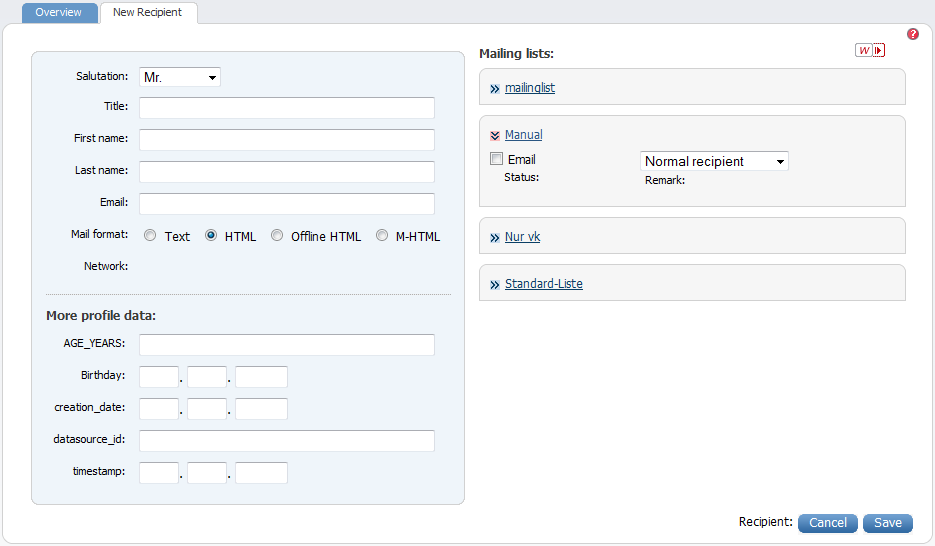 Overview
New Recipient
?
Salutation: Mr.
Title:
First name:
Last name:
Email:
Mail format: Text HTML Offline HTML M-HTML
Network:
More profile data:
AGE_YEARS:
Birthday: . .
creation_date: . .
datasource_id:
timestamp: . .
Mailing lists:
W
mailinglist
Manual
Email Normal recipient
Status: Remark:
Nur vk
Standard-Liste
Recipient: Cancel Save